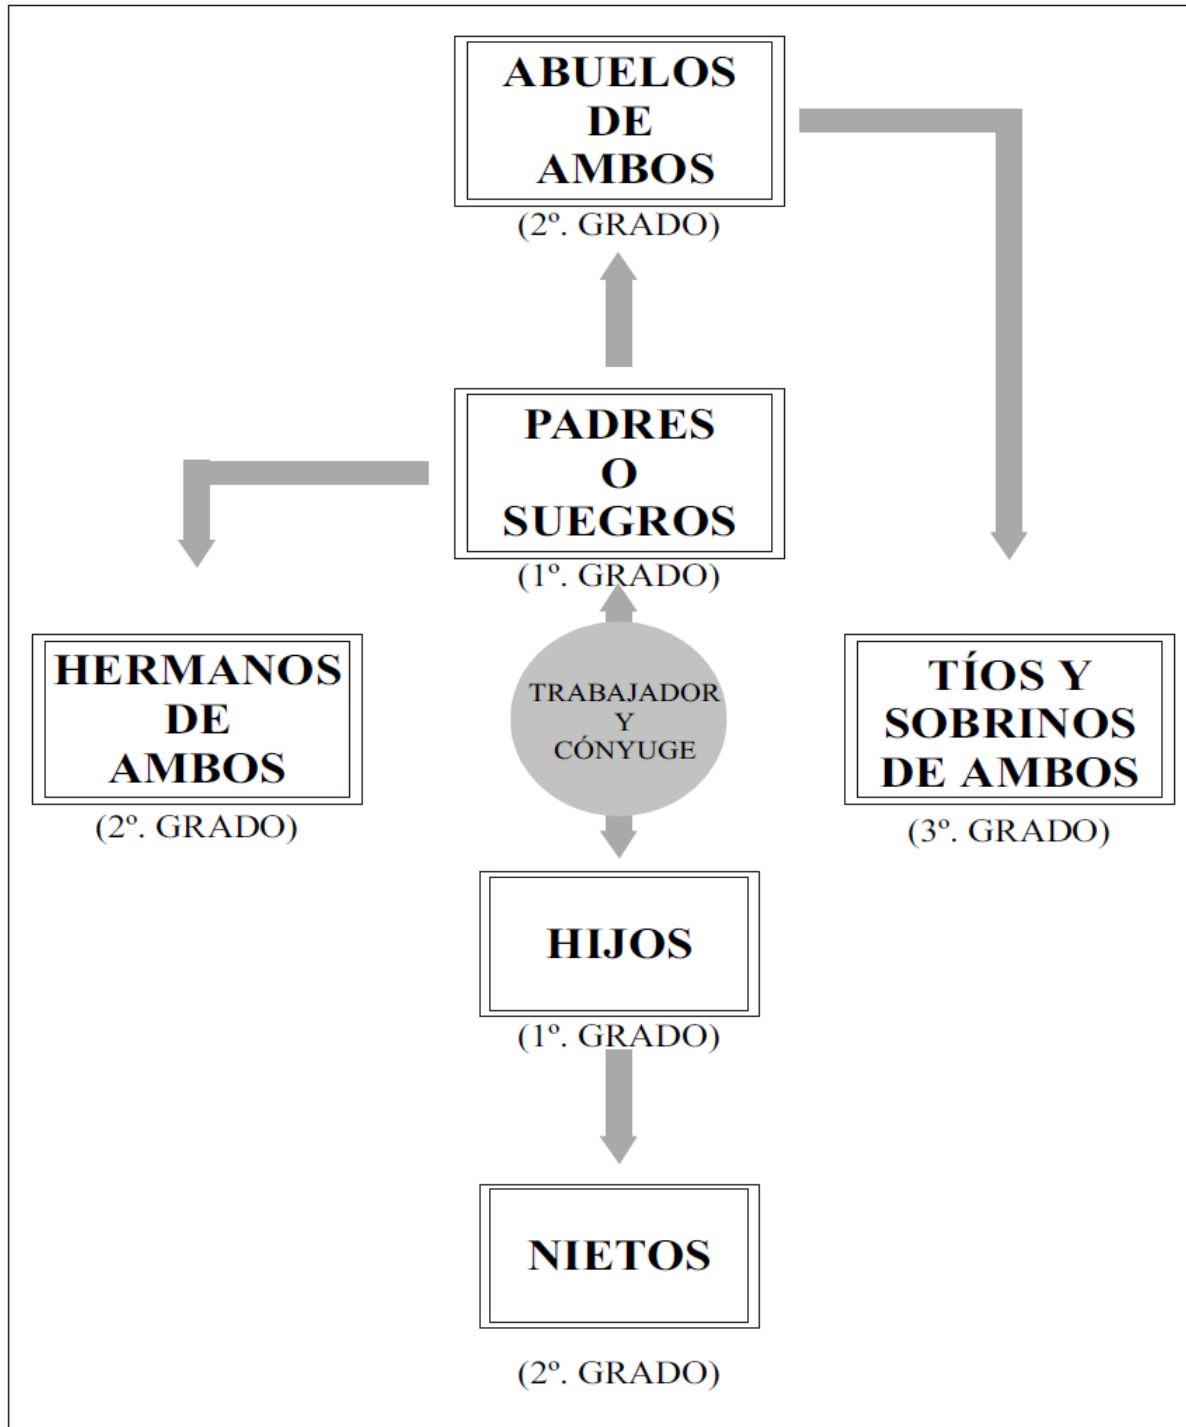 ABUELOS
DE
AMBOS
(2º. GRADO)
PADRES
O
SUEGROS
(1º. GRADO)
HERMANOS
DE
AMBOS
(2º. GRADO)
TRABAJADOR
Y
CÓNYUGE
TÍOS Y
SOBRINOS
DE AMBOS
(3º. GRADO)
HIJOS
(1º. GRADO)
NIETOS
(2º. GRADO)